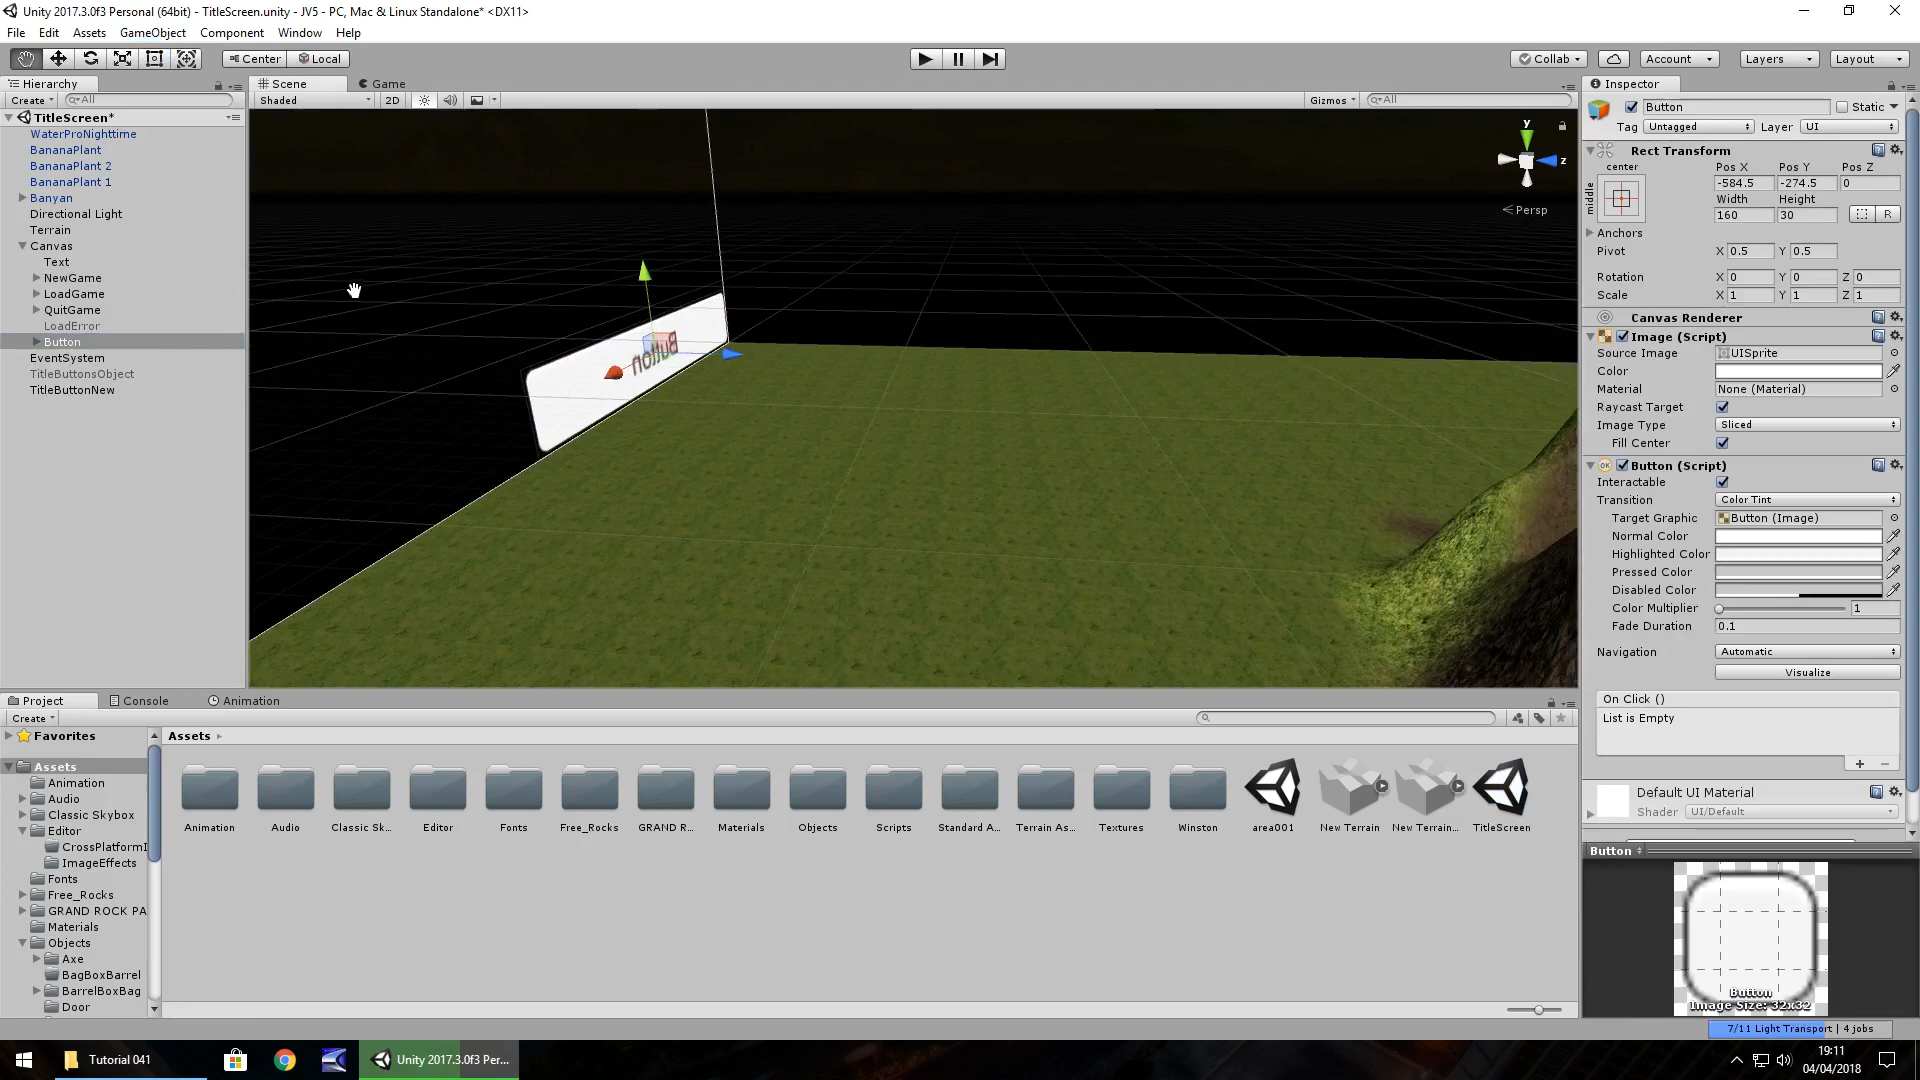 Unity 2017.3.0f3 Personal (64bit) - TitleScreen.unity - JV5 - PC, Mac & Linux Standalone* <DX11>
File Edit Assets GameObject Component Window Help
Center Local Collab Account Layers Layout
Hierarchy
Create All
TitleScreen*
WaterProNighttime
BananaPlant
BananaPlant 2
BananaPlant 1
Banyan
Directional Light
Terrain
Canvas
Text
NewGame
LoadGame
QuitGame
LoadError
Button
EventSystem
TitleButtonsObject
TitleButtonNew
Scene Game
Shaded 2D Gizmos All
y
z
Persp
Button
Inspector
Button Static
Tag Untagged Layer UI
Rect Transform
center
middle
Pos X Pos Y Pos Z
-584.5 -274.5 0
Width Height
160 30 R
Anchors
Pivot X 0.5 Y 0.5
Rotation X 0 Y 0 Z 0
Scale X 1 Y 1 Z 1
Canvas Renderer
Image (Script)
Source Image UISprite
Color
Material None (Material)
Raycast Target
Image Type Sliced
Fill Center
OK Button (Script)
Interactable
Transition Color Tint
Target Graphic Button (Image)
Normal Color
Highlighted Color
Pressed Color
Disabled Color
Color Multiplier 1
Fade Duration 0.1
Navigation Automatic
Visualize
On Click ()
List is Empty
Default UI Material
Shader UI/Default
Button
Button
Image Size: 32x32
7/11 Light Transport | 4 jobs
Project Console Animation
Create
Favorites
Assets
Animation
Audio
Classic Skybox
Editor
CrossPlatformI
ImageEffects
Fonts
Free_Rocks
GRAND ROCK PA
Materials
Objects
Axe
BagBoxBarrel
BarrelBoxBag
Door
Assets
Animation Audio Classic Sk... Editor Fonts Free_Rocks GRAND R... Materials Objects Scripts Standard A... Terrain As... Textures Winston area001 New Terrain New Terrain... TitleScreen
Tutorial 041
Unity 2017.3.0f3 Per...
19:11
04/04/2018